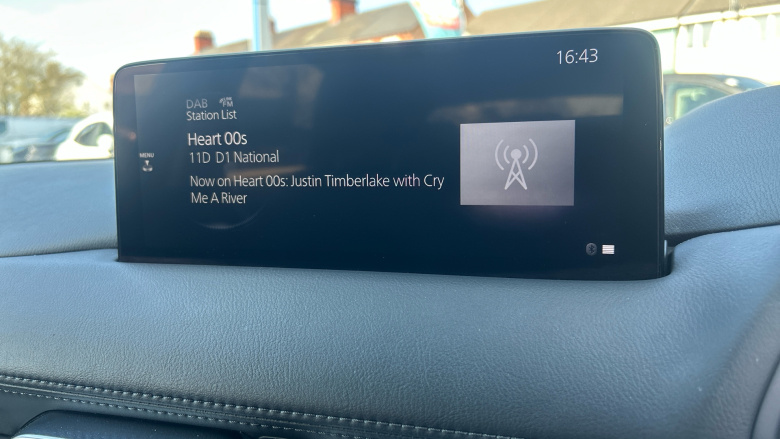 16:43
DAB
FM
Station List
Heart 00s
11D D1 National
MENU
Now on Heart 00s: Justin Timberlake with Cry
Me A River